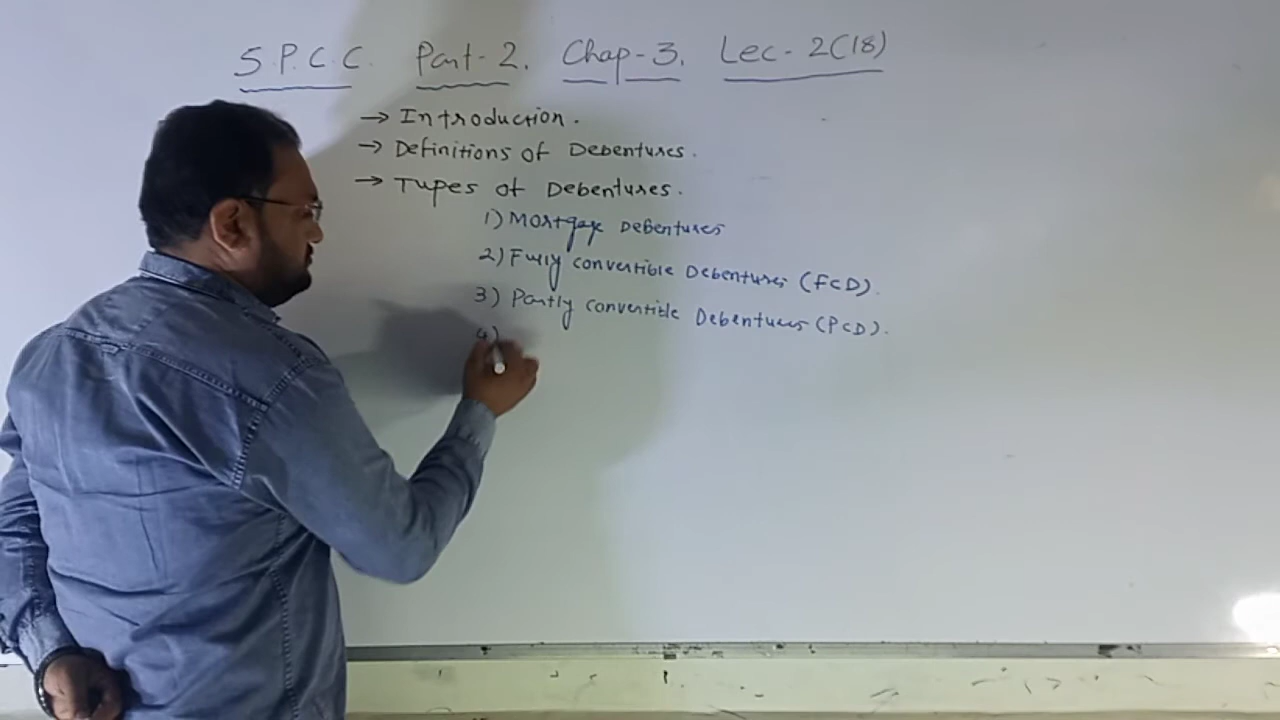 S.P.C.C. Part-2. Chap-3. Lec-2(18)
→ Introduction.
→ Definitions of Debentures.
→ Types of Debentures.
1) Mortgage Debentures
2) Fully convertible Debentures (FCD).
3) Partly convertible Debentures (PCD).
4)